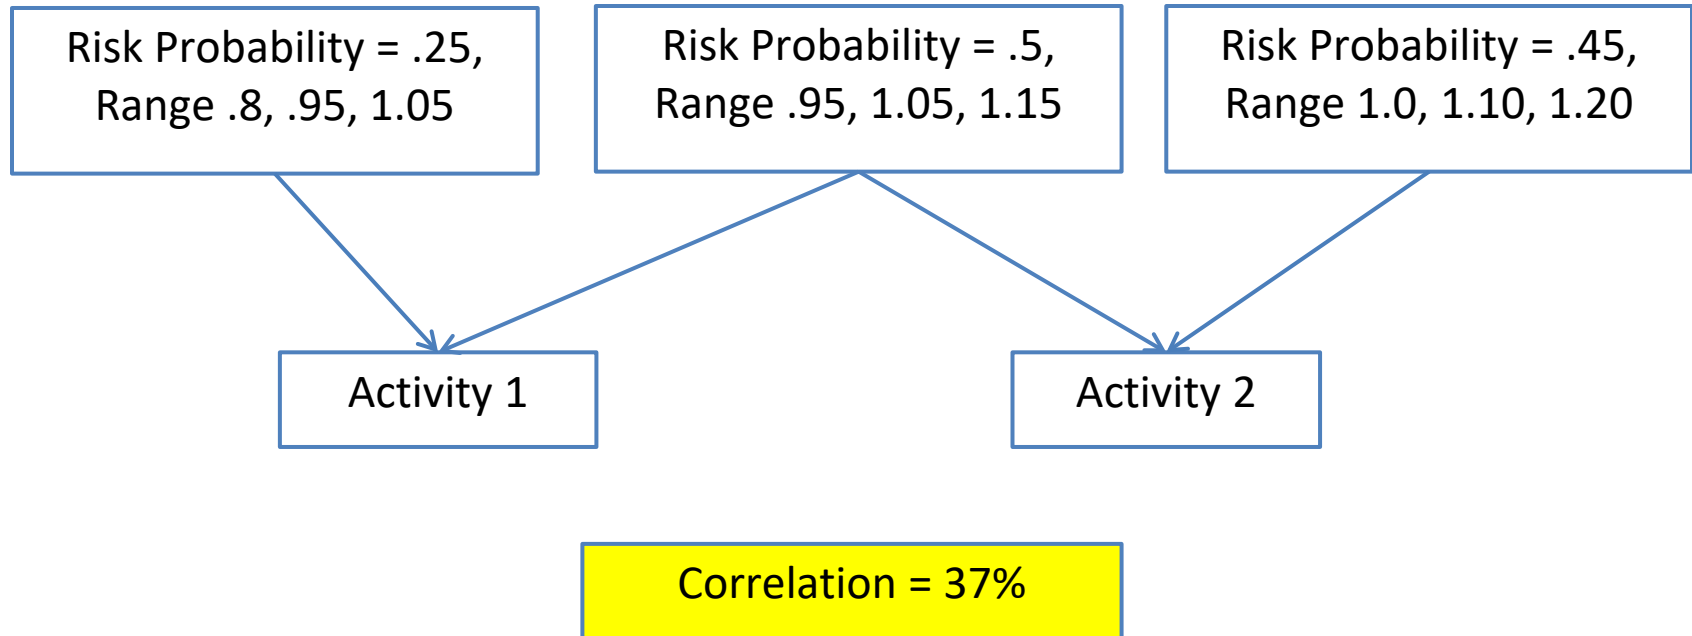 Risk Probability = .25,
Range .8, .95, 1.05
Risk Probability = .5,
Range .95, 1.05, 1.15
Risk Probability = .45,
Range 1.0, 1.10, 1.20
Activity 1
Activity 2
Correlation = 37%